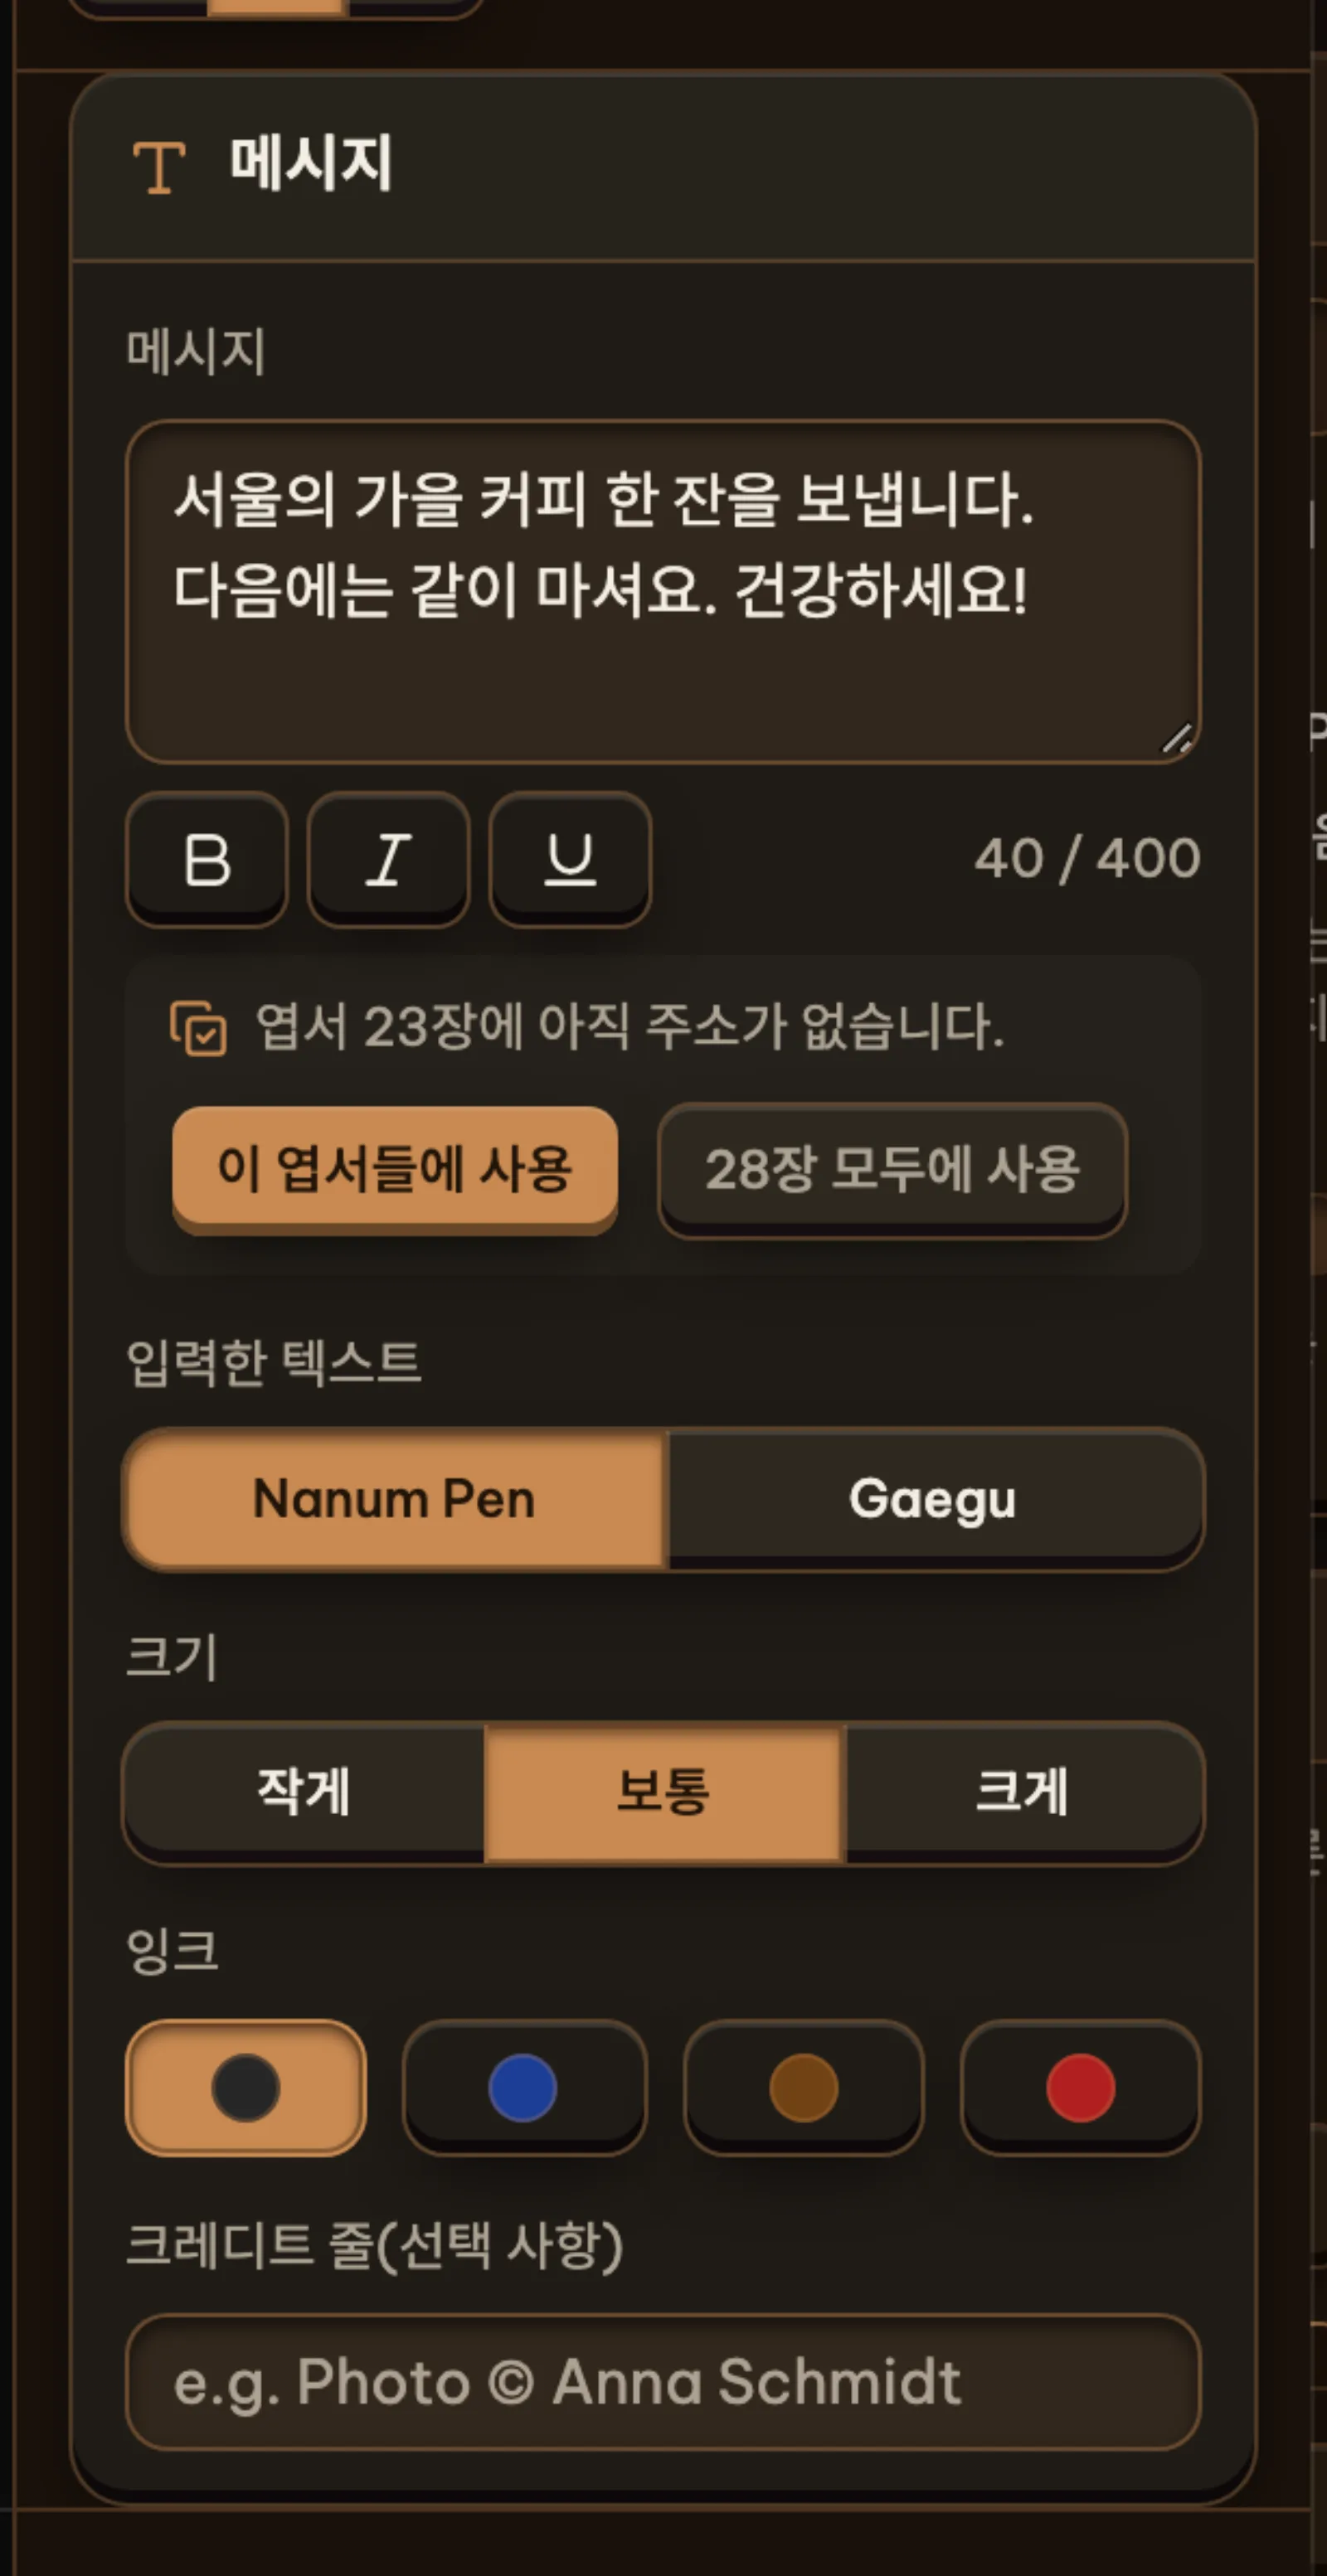 메시지
메시지
서울의 가을 커피 한 잔을 보냅니다.
다음에는 같이 마셔요. 건강하세요!
B I U 40 / 400
엽서 23장에 아직 주소가 없습니다.
이 엽서들에 사용 28장 모두에 사용
입력한 텍스트
Nanum Pen Gaegu
크기
작게 보통 크게
잉크
크레디트 줄(선택 사항)
e.g. Photo © Anna Schmidt